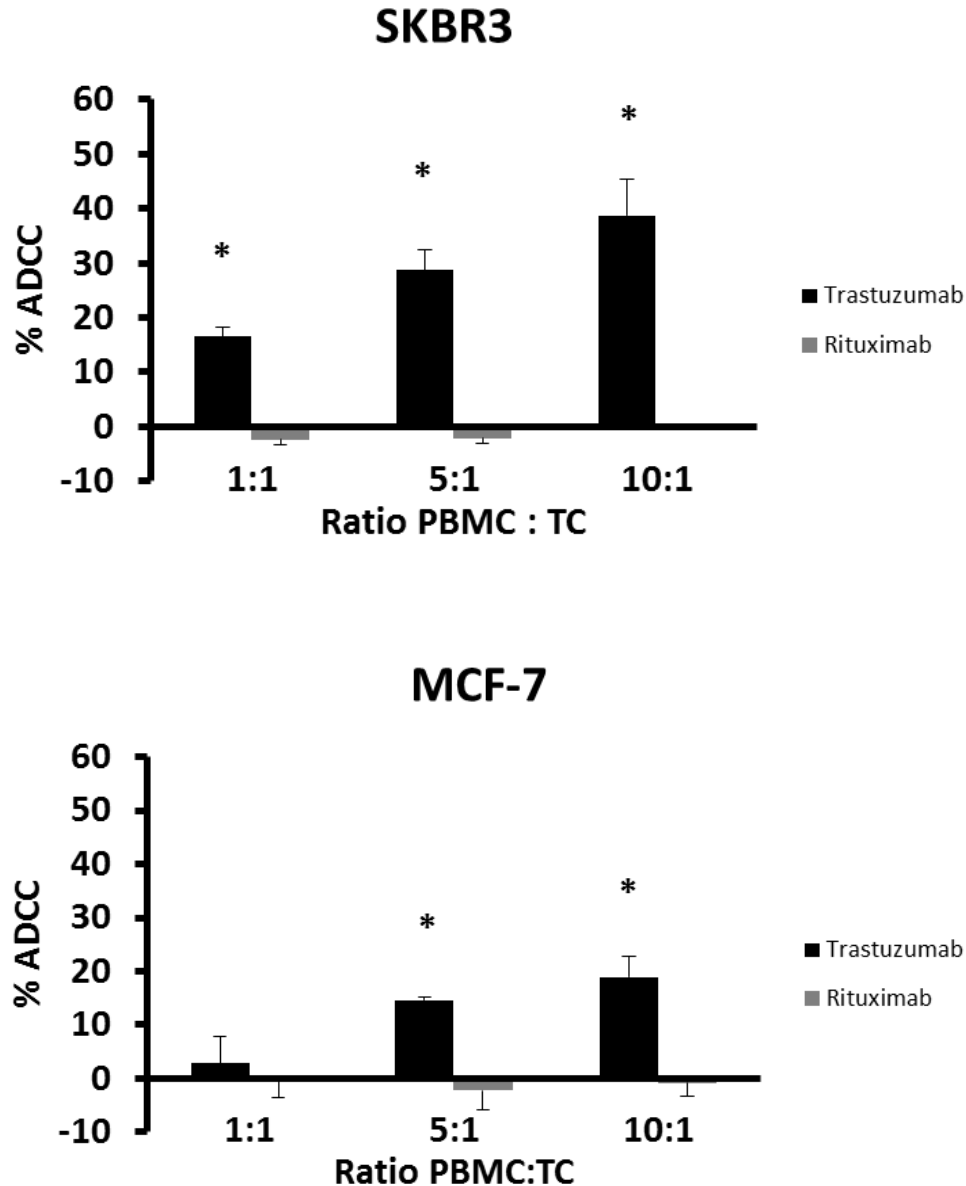 SKBR3
60
50
40
30
20
10
0
-10
% ADCC
*
*
*
1:1
5:1
10:1
Ratio PBMC : TC
Trastuzumab
Rituximab
MCF-7
60
50
40
30
20
10
0
-10
% ADCC
*
*
1:1
5:1
10:1
Ratio PBMC:TC
Trastuzumab
Rituximab